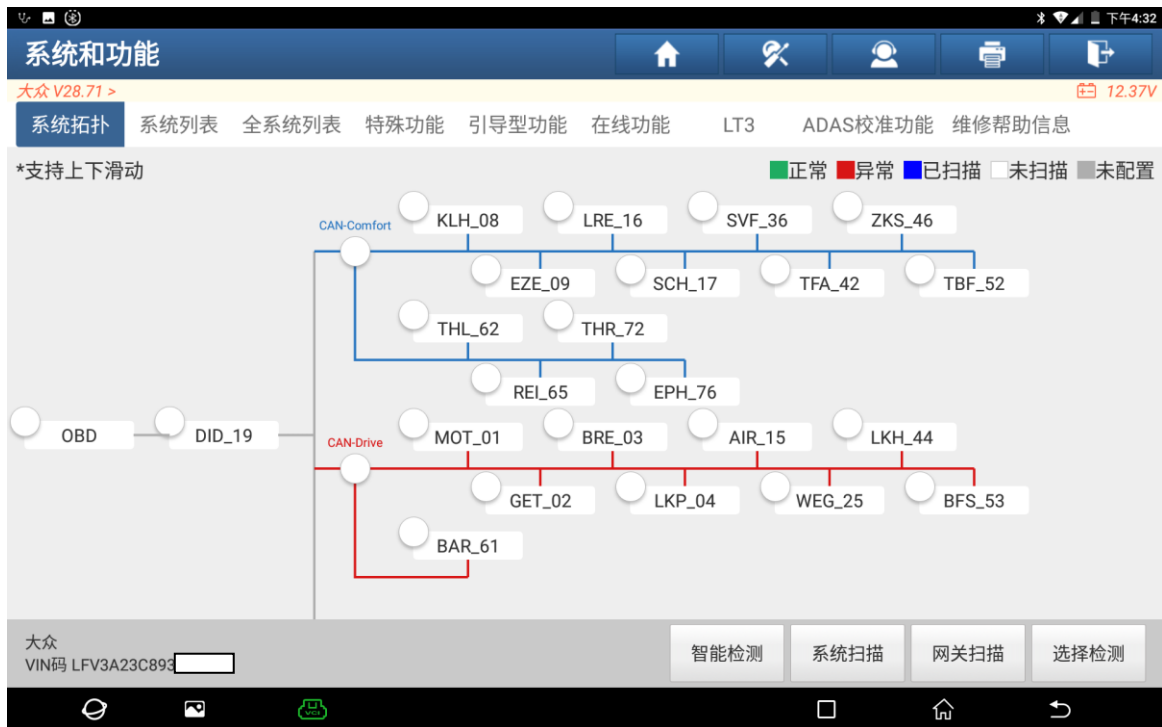 下午4:32
系统和功能
大众 V28.71 >
12.37V
系统拓扑 系统列表 全系统列表 特殊功能 引导型功能 在线功能 LT3 ADAS校准功能 维修帮助信息
*支持上下滑动
正常 异常 已扫描 未扫描 未配置
CAN-Comfort
KLH_08 LRE_16 SVF_36 ZKS_46
EZE_09 SCH_17 TFA_42 TBF_52
THL_62 THR_72
REI_65 EPH_76
OBD DID_19
CAN-Drive
MOT_01 BRE_03 AIR_15 LKH_44
GET_02 LKP_04 WEG_25 BFS_53
BAR_61
大众
VIN码 LFV3A23C893
智能检测 系统扫描 网关扫描 选择检测
VCI